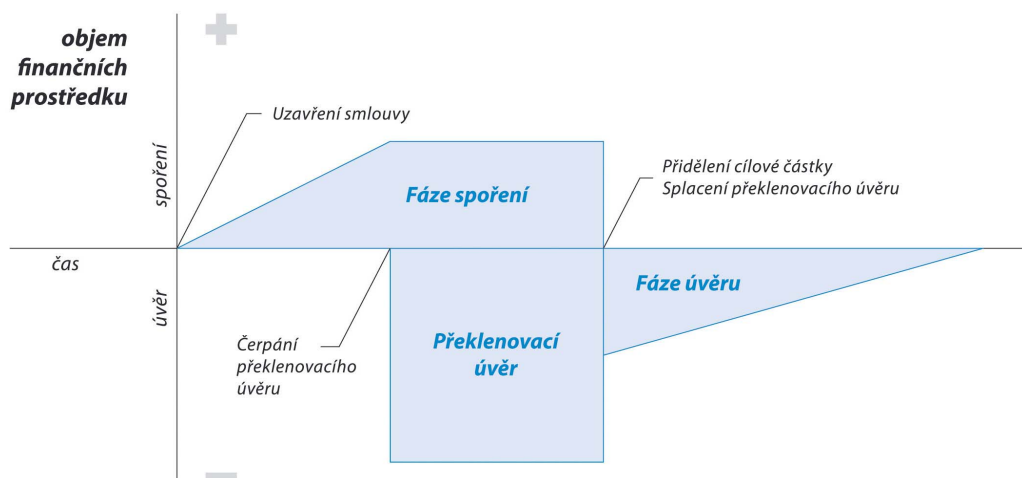 objem
finančních
prostředku
Uzavření smlouvy
spoření
Fáze spoření
Přidělení cílové částky
Splacení překlenovacího úvěru
čas
úvěr
Fáze úvěru
Čerpání
překlenovacího
úvěru
Překlenovací
úvěr